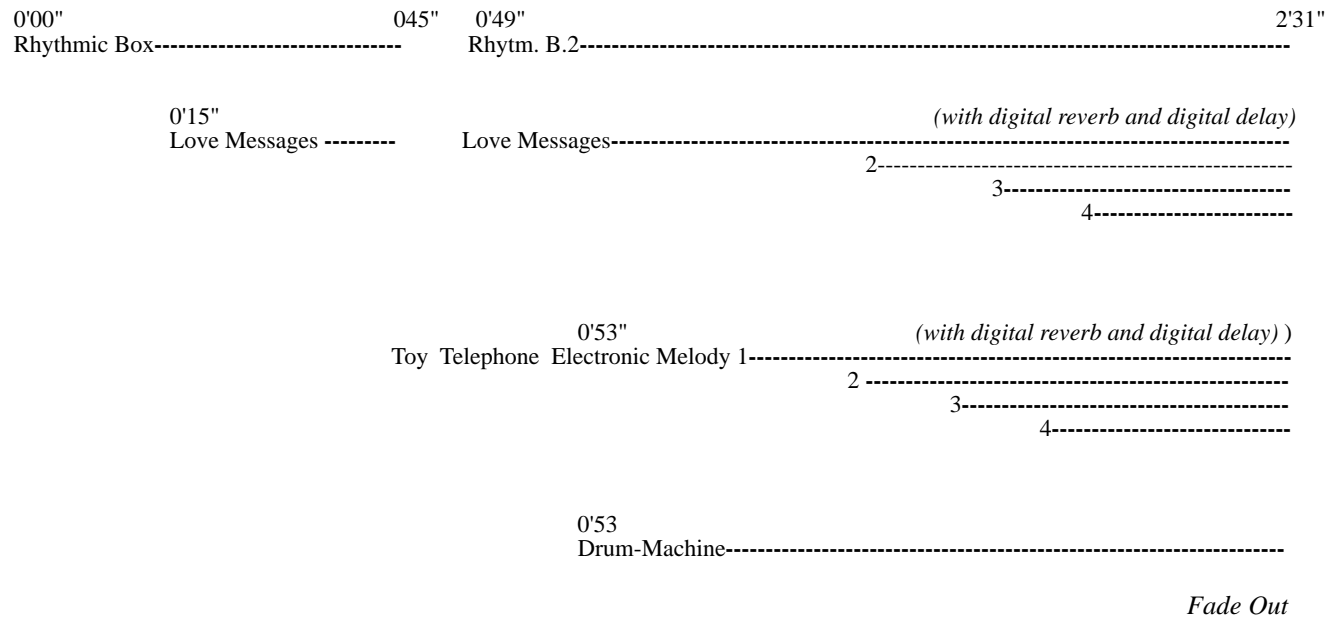 0'00" 045" 0'49" 2'31"
Rhythmic Box------------------------------- Rhytm. B.2-----------------------------------------------------------------------------------------
0'15" (with digital reverb and digital delay)
Love Messages --------- Love Messages-------------------------------------------------------------------------------------
2----------------------------------------------------
3------------------------------------
4-------------------------
0'53" (with digital reverb and digital delay) )
Toy Telephone Electronic Melody 1--------------------------------------------------------------------
2 -----------------------------------------------------
3-----------------------------------------
4------------------------------
0'53
Drum-Machine----------------------------------------------------------------------
Fade Out